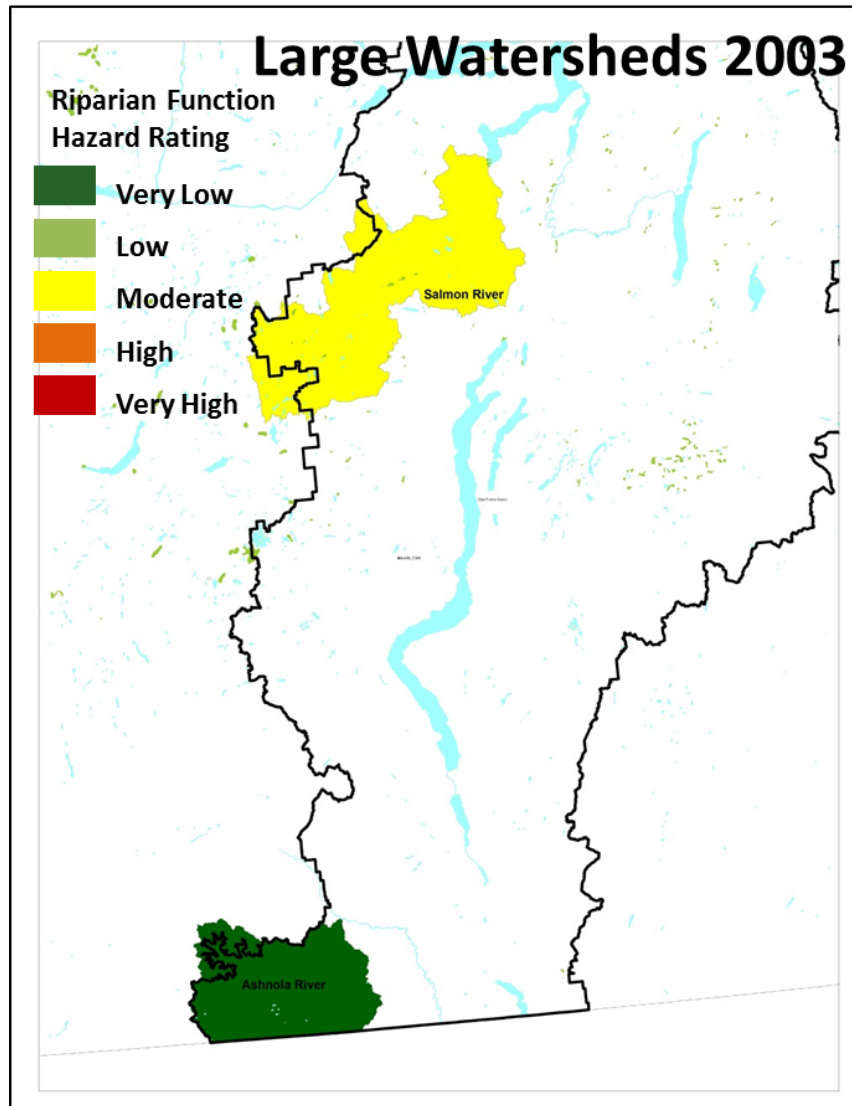 Large Watersheds 2003
Riparian Function
Hazard Rating
Very Low
Low
Moderate
High
Very High
Salmon River
Ashnola River